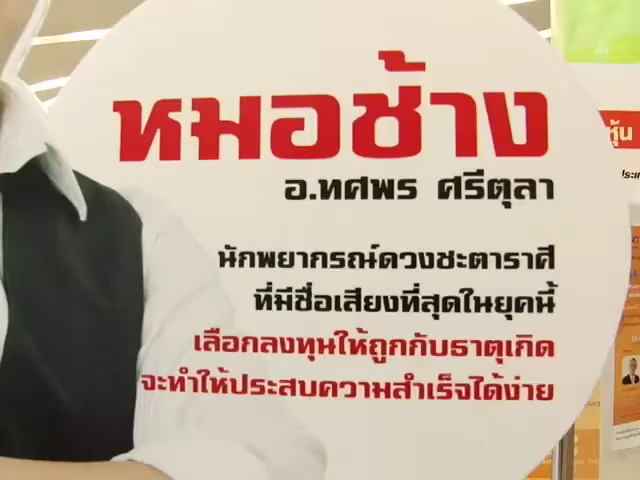 หมอช้าง
อ.ทศพร ศรีตุลา
นักพยากรณ์ดวงชะตาราศี
ที่มีชื่อเสียงที่สุดในยุคนี้
เลือกลงทุนให้ถูกกับธาตุเกิด
จะทำให้ประสบความสำเร็จได้ง่าย
หุ้น